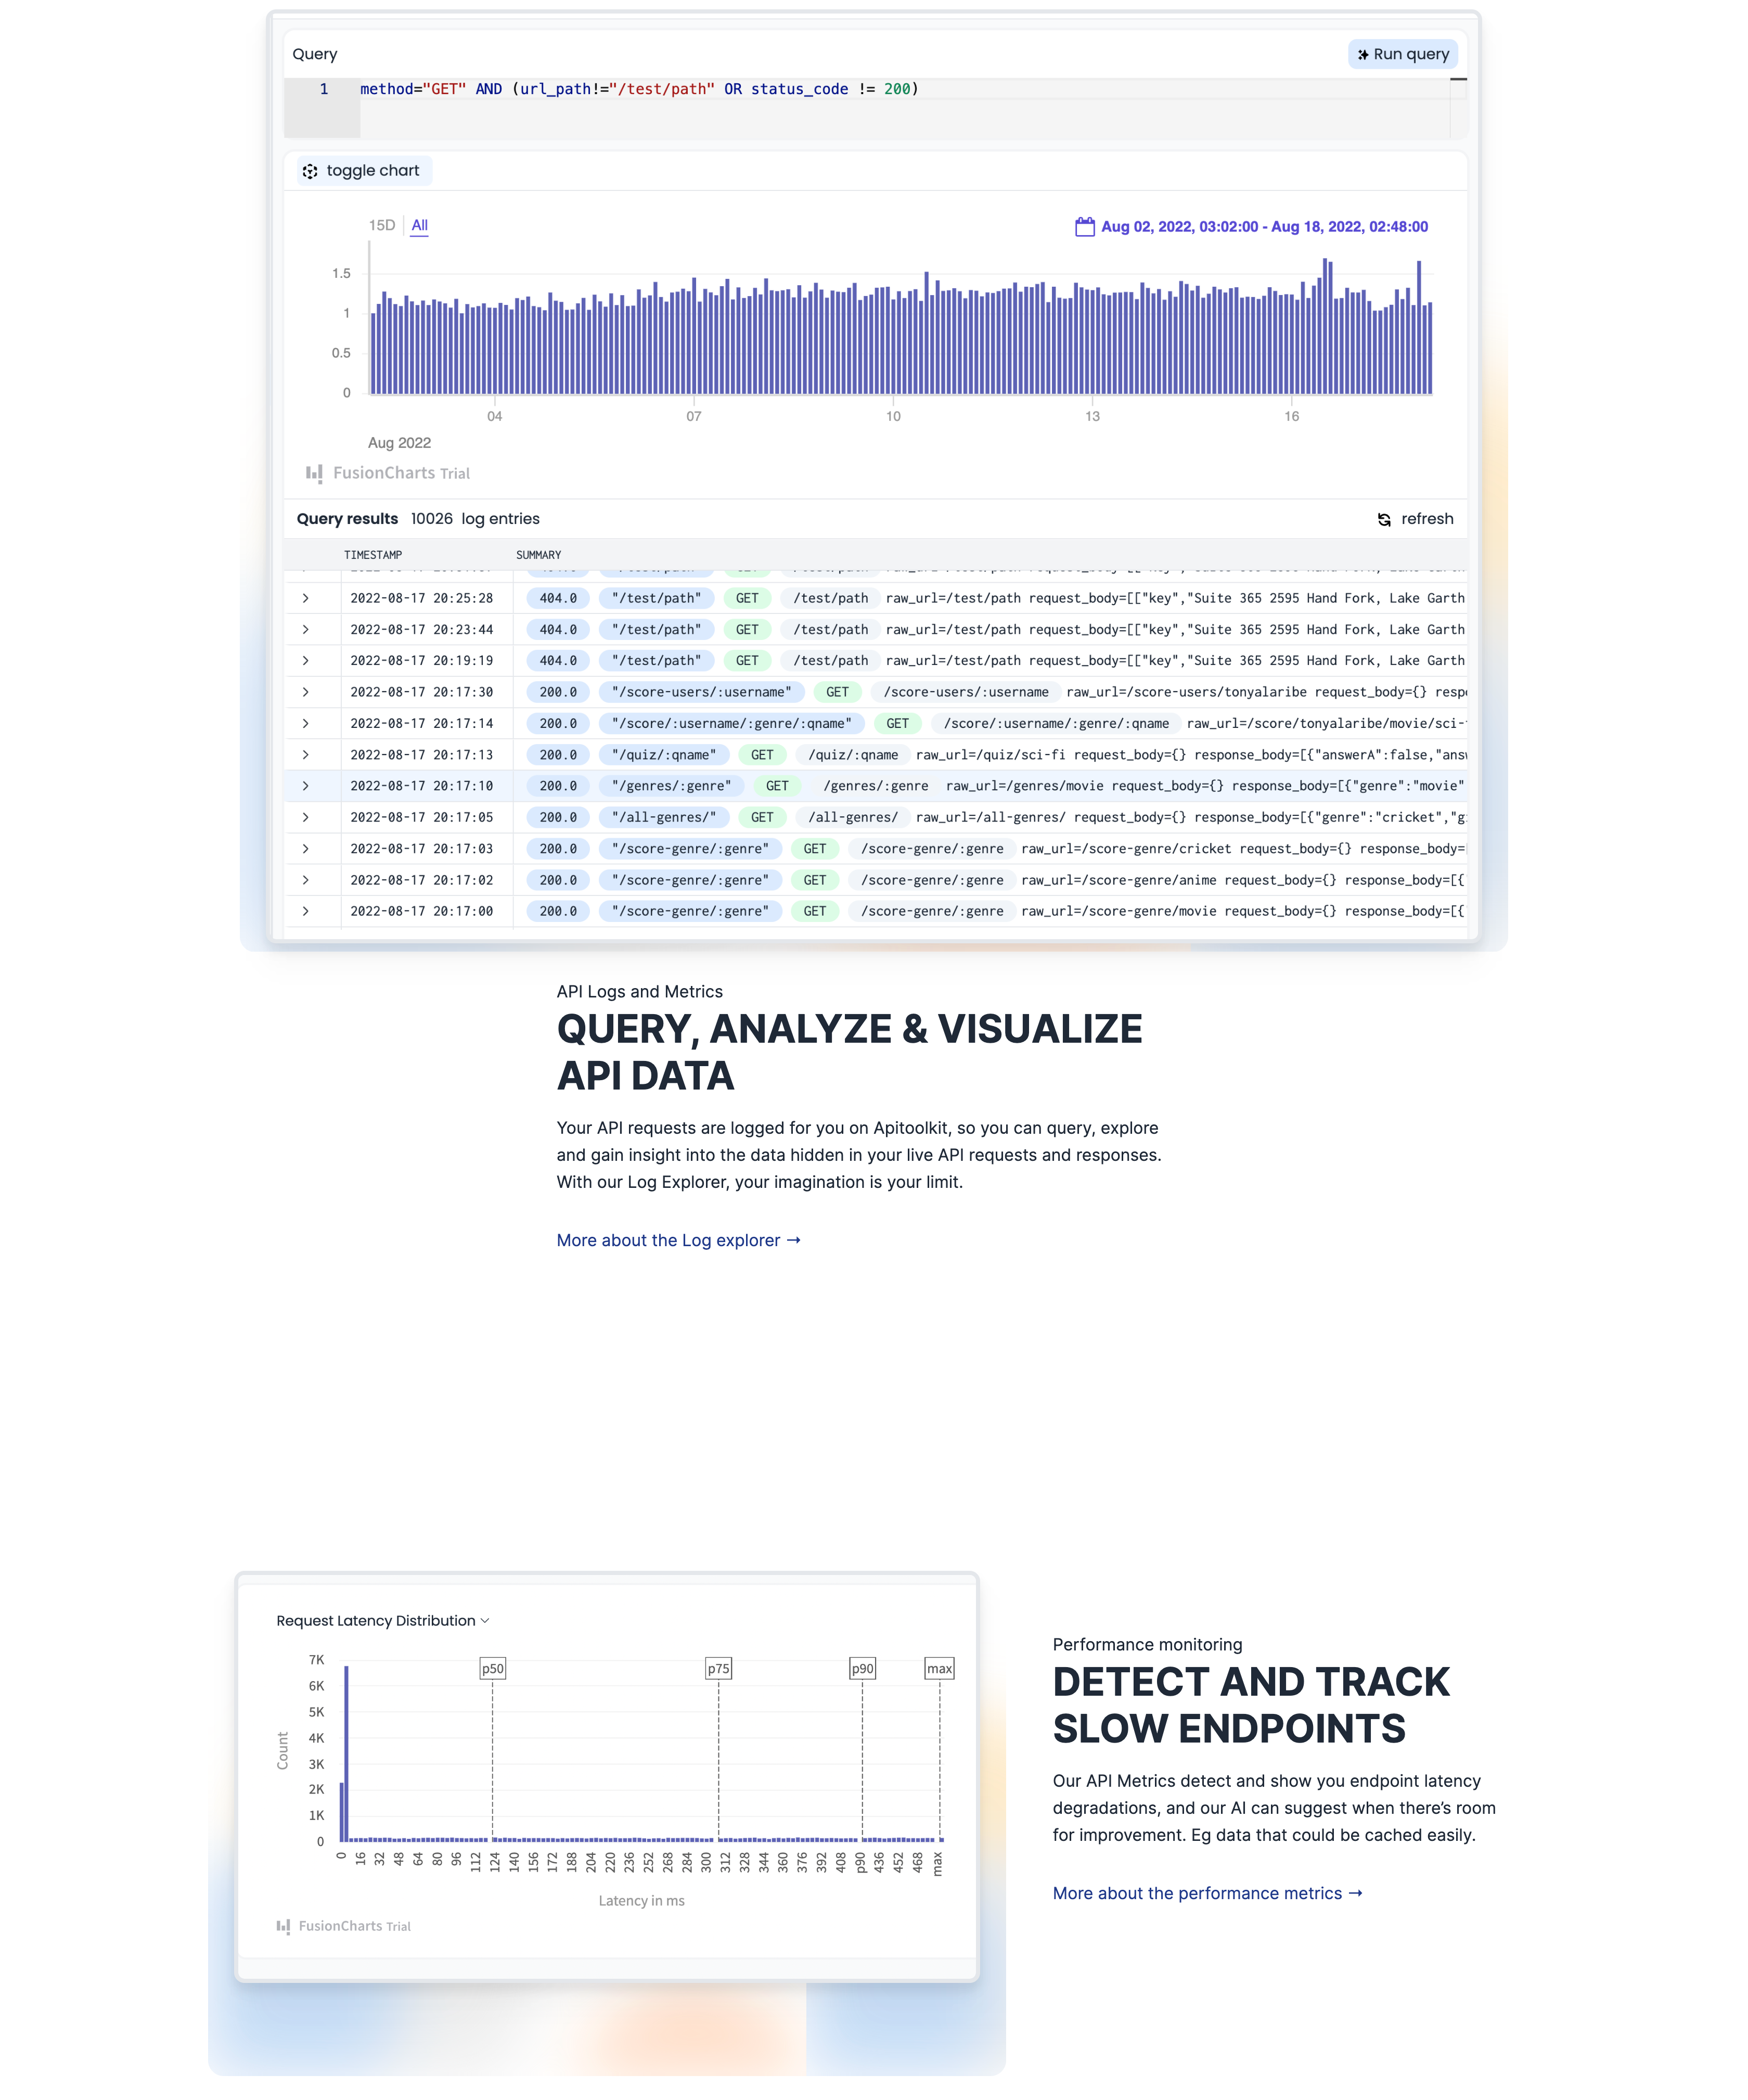 Query
Run query
1 method="GET" AND (url_path!="/test/path" OR status_code != 200)
toggle chart
15D All
Aug 02, 2022, 03:02:00 - Aug 18, 2022, 02:48:00
1.5
1
0.5
0
04 07 10 13 16
Aug 2022
FusionCharts Trial
Query results 10026 log entries
refresh
TIMESTAMP SUMMARY
2022-08-17 20:25:28 404.0 "/test/path" GET /test/path raw_url=/test/path request_body=[["key","Suite 365 2595 Hand Fork, Lake Garth
2022-08-17 20:23:44 404.0 "/test/path" GET /test/path raw_url=/test/path request_body=[["key","Suite 365 2595 Hand Fork, Lake Garth
2022-08-17 20:19:19 404.0 "/test/path" GET /test/path raw_url=/test/path request_body=[["key","Suite 365 2595 Hand Fork, Lake Garth
2022-08-17 20:17:30 200.0 "/score-users/:username" GET /score-users/:username raw_url=/score-users/tonyalaribe request_body={} resp
2022-08-17 20:17:14 200.0 "/score/:username/:genre/:qname" GET /score/:username/:genre/:qname raw_url=/score/tonyalaribe/movie/sci-
2022-08-17 20:17:13 200.0 "/quiz/:qname" GET /quiz/:qname raw_url=/quiz/sci-fi request_body={} response_body=[{"answerA":false,"ans
2022-08-17 20:17:10 200.0 "/genres/:genre" GET /genres/:genre raw_url=/genres/movie request_body={} response_body=[{"genre":"movie"
2022-08-17 20:17:05 200.0 "/all-genres/" GET /all-genres/ raw_url=/all-genres/ request_body={} response_body=[{"genre":"cricket","g
2022-08-17 20:17:03 200.0 "/score-genre/:genre" GET /score-genre/:genre raw_url=/score-genre/cricket request_body={} response_body=
2022-08-17 20:17:02 200.0 "/score-genre/:genre" GET /score-genre/:genre raw_url=/score-genre/anime request_body={} response_body=[{
2022-08-17 20:17:00 200.0 "/score-genre/:genre" GET /score-genre/:genre raw_url=/score-genre/movie request_body={} response_body=[{
API Logs and Metrics
QUERY, ANALYZE & VISUALIZE
API DATA
Your API requests are logged for you on Apitoolkit, so you can query, explore
and gain insight into the data hidden in your live API requests and responses.
With our Log Explorer, your imagination is your limit.
More about the Log explorer →
Request Latency Distribution
p50 p75 p90 max
7K
6K
5K
4K
3K
2K
1K
0
Count
0 16 32 48 64 80 96 112 124 140 156 172 188 204 220 236 252 268 284 300 312 328 344 360 376 392 408 p90 436 452 468 max
Latency in ms
FusionCharts Trial
Performance monitoring
DETECT AND TRACK
SLOW ENDPOINTS
Our API Metrics detect and show you endpoint latency
degradations, and our AI can suggest when there’s room
for improvement. Eg data that could be cached easily.
More about the performance metrics →